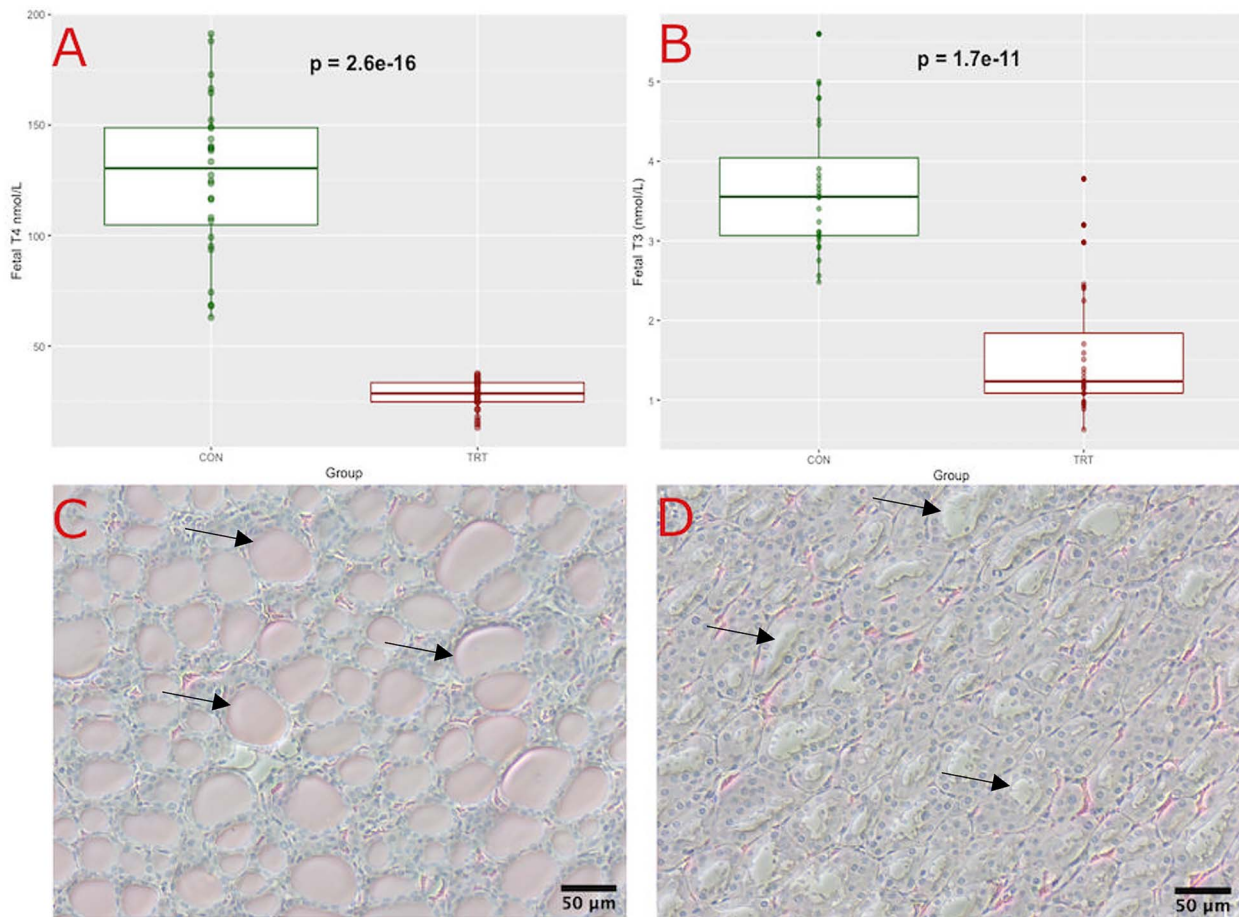 A
p = 2.6e-16
200
150
100
50
Fetal T4 nmol/L
CON
TRT
Group
B
p = 1.7e-11
5
4
3
2
1
Fetal T3 (nmol/L)
CON
TRT
Group
C
50 µm
D
50 µm